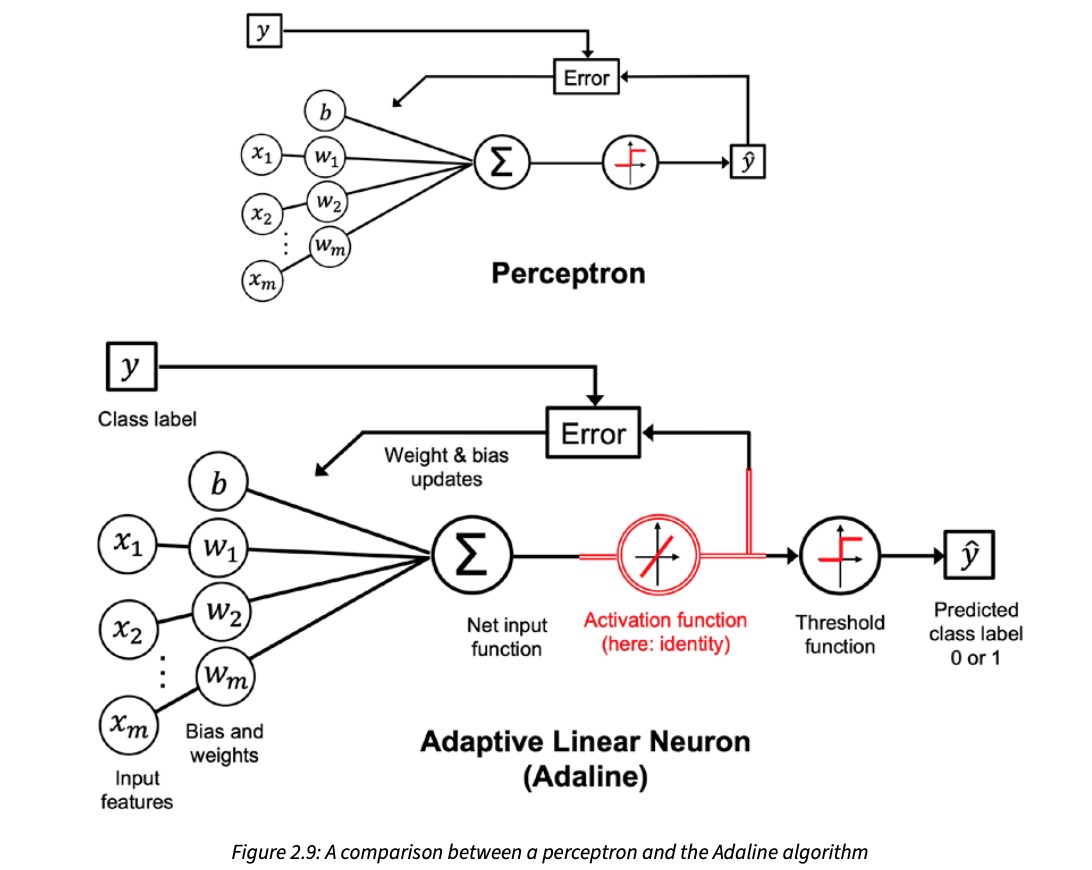 y
Error
b
x₁ w₁ Σ ŷ
x₂ w₂
⋮
xₘ wₘ
Perceptron
y
Class label
Error
Weight & bias
updates
b
x₁ w₁ Σ ŷ
x₂ w₂
⋮
xₘ wₘ
Net input
function
Activation function
(here: identity)
Threshold
function
Predicted
class label
0 or 1
Bias and
weights
Input
features
Adaptive Linear Neuron
(Adaline)
Figure 2.9: A comparison between a perceptron and the Adaline algorithm